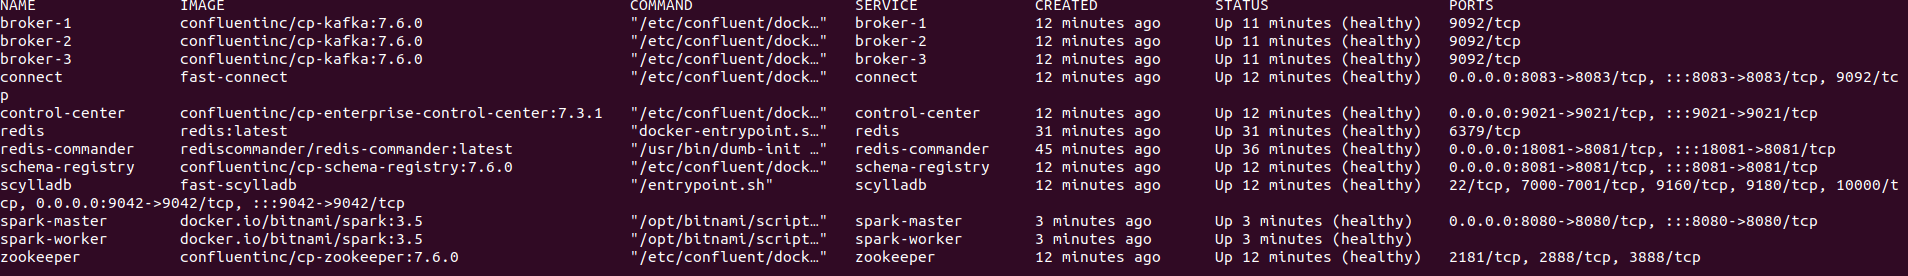 NAME IMAGE COMMAND SERVICE CREATED STATUS PORTS
broker-1 confluentinc/cp-kafka:7.6.0 "/etc/confluent/dock…" broker-1 12 minutes ago Up 11 minutes (healthy) 9092/tcp
broker-2 confluentinc/cp-kafka:7.6.0 "/etc/confluent/dock…" broker-2 12 minutes ago Up 11 minutes (healthy) 9092/tcp
broker-3 confluentinc/cp-kafka:7.6.0 "/etc/confluent/dock…" broker-3 12 minutes ago Up 11 minutes (healthy) 9092/tcp
connect fast-connect "/etc/confluent/dock…" connect 12 minutes ago Up 12 minutes (healthy) 0.0.0.0:8083->8083/tcp, :::8083->8083/tcp, 9092/tc
p
control-center confluentinc/cp-enterprise-control-center:7.3.1 "/etc/confluent/dock…" control-center 12 minutes ago Up 12 minutes (healthy) 0.0.0.0:9021->9021/tcp, :::9021->9021/tcp
redis redis:latest "docker-entrypoint.s…" redis 31 minutes ago Up 31 minutes (healthy) 6379/tcp
redis-commander rediscommander/redis-commander:latest "/usr/bin/dumb-init …" redis-commander 45 minutes ago Up 36 minutes (healthy) 0.0.0.0:18081->8081/tcp, :::18081->8081/tcp
schema-registry confluentinc/cp-schema-registry:7.6.0 "/etc/confluent/dock…" schema-registry 12 minutes ago Up 12 minutes (healthy) 0.0.0.0:8081->8081/tcp, :::8081->8081/tcp
scylladb fast-scylladb "/entrypoint.sh" scylladb 12 minutes ago Up 12 minutes (healthy) 22/tcp, 7000-7001/tcp, 9160/tcp, 9180/tcp, 10000/t
cp, 0.0.0.0:9042->9042/tcp, :::9042->9042/tcp
spark-master docker.io/bitnami/spark:3.5 "/opt/bitnami/script…" spark-master 3 minutes ago Up 3 minutes (healthy) 0.0.0.0:8080->8080/tcp, :::8080->8080/tcp
spark-worker docker.io/bitnami/spark:3.5 "/opt/bitnami/script…" spark-worker 3 minutes ago Up 3 minutes (healthy)
zookeeper confluentinc/cp-zookeeper:7.6.0 "/etc/confluent/dock…" zookeeper 12 minutes ago Up 12 minutes (healthy) 2181/tcp, 2888/tcp, 3888/tcp